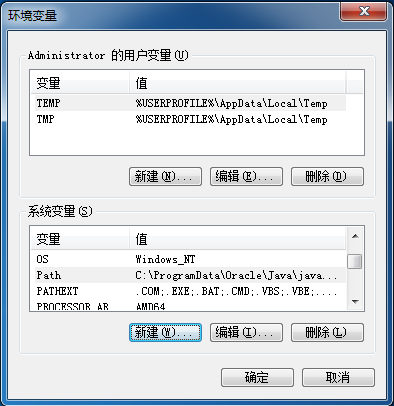 环境变量
Administrator 的用户变量(U)
变量 值
TEMP %USERPROFILE%\AppData\Local\Temp
TMP %USERPROFILE%\AppData\Local\Temp
新建(N)... 编辑(E)... 删除(D)
系统变量(S)
变量 值
OS Windows_NT
Path C:\ProgramData\Oracle\Java\java...
PATHEXT .COM;.EXE;.BAT;.CMD;.VBS;.VBE;....
PROCESSOR_AR AMD64
新建(W)... 编辑(I)... 删除(L)
确定 取消